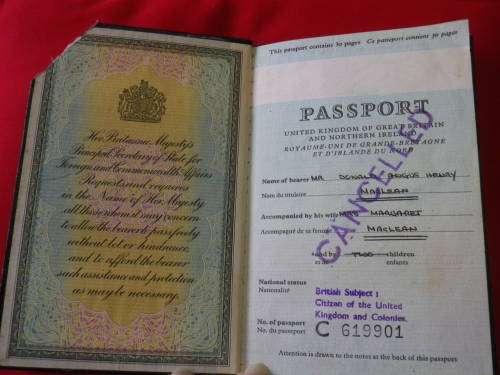 Her Britannic Majesty's
Principal Secretary of State for
Foreign and Commonwealth Affairs
Requests and requires
in the Name of Her Majesty
all those whom it may concern
to allow the bearer to pass freely
without let or hindrance,
and to afford the bearer
such assistance and protection
as may be necessary.
This passport contains 30 pages Ce passeport contient 30 pages
PASSPORT
UNITED KINGDOM OF GREAT BRITAIN
AND NORTHERN IRELAND
ROYAUME-UNI DE GRANDE-BRETAGNE
ET D'IRLANDE DU NORD
CANCELLED
Name of bearer MR DONALD ANGUS HENRY
Nom du titulaire MACLEAN
Accompanied by his wife MRS MARGARET
Accompagné de sa femme MACLEAN
and by TWO children
et de enfants
National status
Nationalité
British Subject:
Citizen of the United
Kingdom and Colonies.
No. of passport
No. du passeport
C 619901
Attention is drawn to the notes at the back of this passport